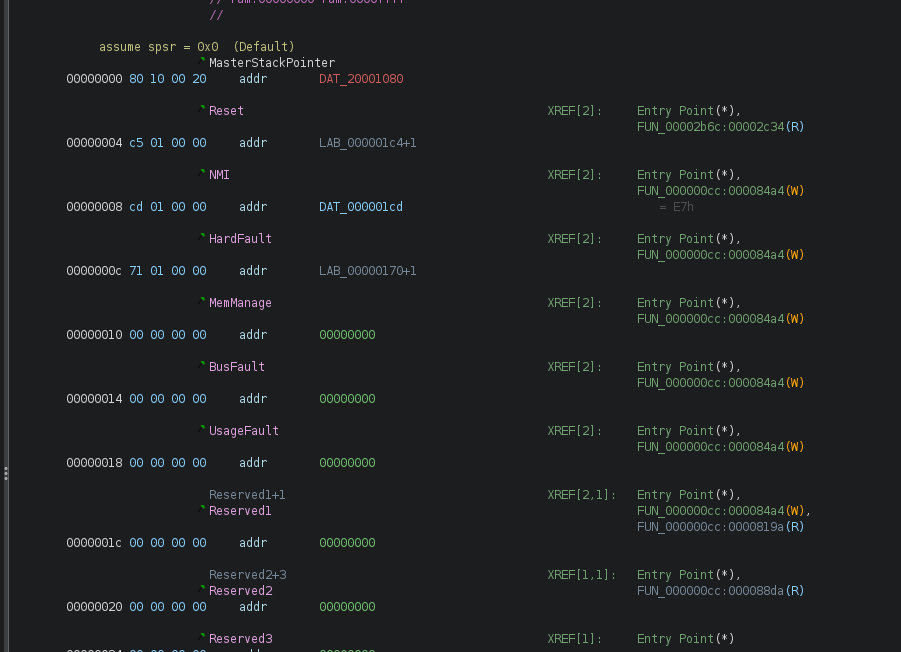 //
assume spsr = 0x0 (Default)
MasterStackPointer
00000000 80 10 00 20 addr DAT_20001080
Reset XREF[2]: Entry Point(*),
FUN_00002b6c:00002c34(R)
00000004 c5 01 00 00 addr LAB_000001c4+1
NMI XREF[2]: Entry Point(*),
FUN_000000cc:000084a4(W)
00000008 cd 01 00 00 addr DAT_000001cd = E7h
HardFault XREF[2]: Entry Point(*),
FUN_000000cc:000084a4(W)
0000000c 71 01 00 00 addr LAB_00000170+1
MemManage XREF[2]: Entry Point(*),
FUN_000000cc:000084a4(W)
00000010 00 00 00 00 addr 00000000
BusFault XREF[2]: Entry Point(*),
FUN_000000cc:000084a4(W)
00000014 00 00 00 00 addr 00000000
UsageFault XREF[2]: Entry Point(*),
FUN_000000cc:000084a4(W)
00000018 00 00 00 00 addr 00000000
Reserved1+1 XREF[2,1]: Entry Point(*),
Reserved1 FUN_000000cc:000084a4(W),
FUN_000000cc:0000819a(R)
0000001c 00 00 00 00 addr 00000000
Reserved2+3 XREF[1,1]: Entry Point(*),
Reserved2 FUN_000000cc:000088da(R)
00000020 00 00 00 00 addr 00000000
Reserved3 XREF[1]: Entry Point(*)